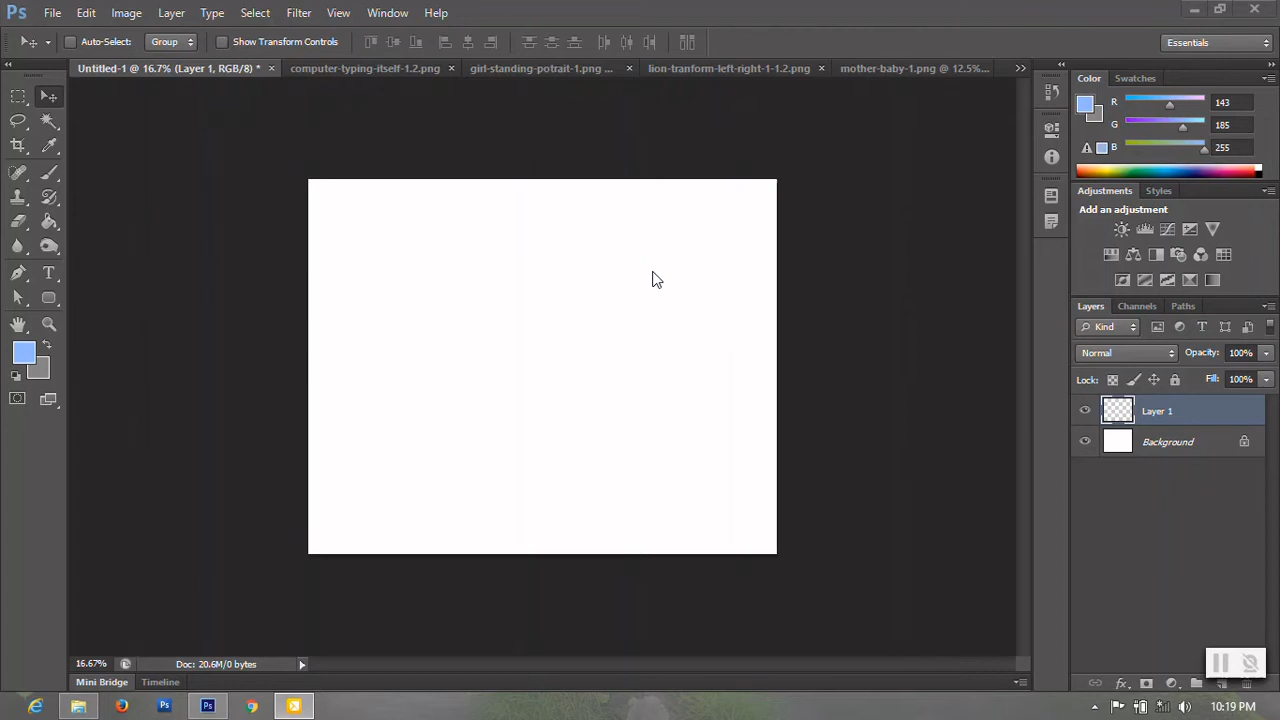 Ps File Edit Image Layer Type Select Filter View Window Help
Auto-Select: Group Show Transform Controls Essentials
Untitled-1 @ 16.7% (Layer 1, RGB/8) * × computer-typing-itself-1.2.png × girl-standing-potrait-1.png ... × lion-tranform-left-right-1-1.2.png × mother-baby-1.png @ 12.5%... >>
Color Swatches
R 143
G 185
B 255
Adjustments Styles
Add an adjustment
Layers Channels Paths
Kind
Normal Opacity: 100%
Lock: Fill: 100%
Layer 1
Background
16.67% Doc: 20.6M/0 bytes
Mini Bridge Timeline
10:19 PM